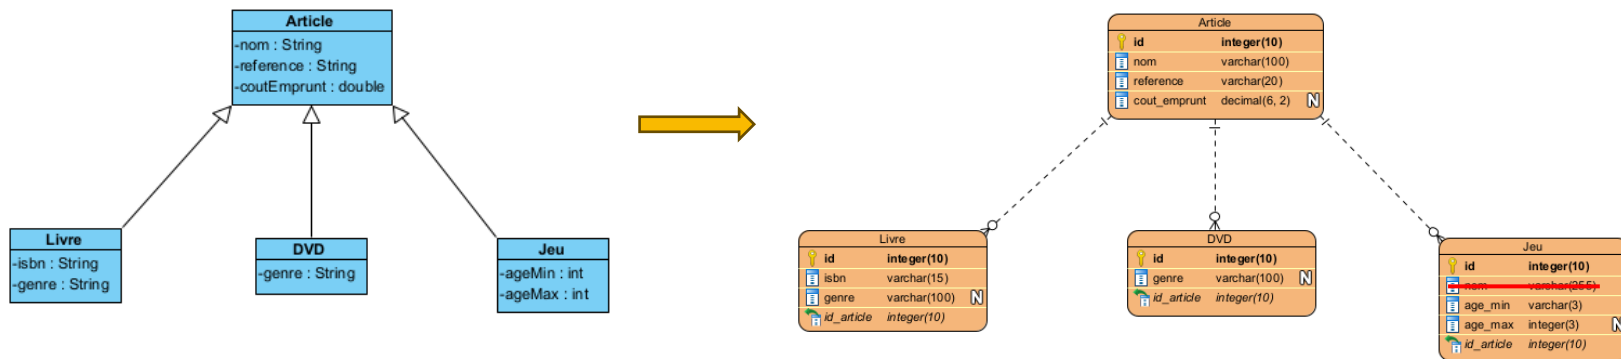 Article
-nom : String
-reference : String
-coutEmprunt : double
Livre
-isbn : String
-genre : String
DVD
-genre : String
Jeu
-ageMin : int
-ageMax : int
Article
id integer(10)
nom varchar(100)
reference varchar(20)
cout_emprunt decimal(6, 2) N
Livre
id integer(10)
isbn varchar(15)
genre varchar(100) N
id_article integer(10)
DVD
id integer(10)
genre varchar(100) N
id_article integer(10)
Jeu
id integer(10)
nom varchar(255)
age_min varchar(3)
age_max integer(3) N
id_article integer(10)